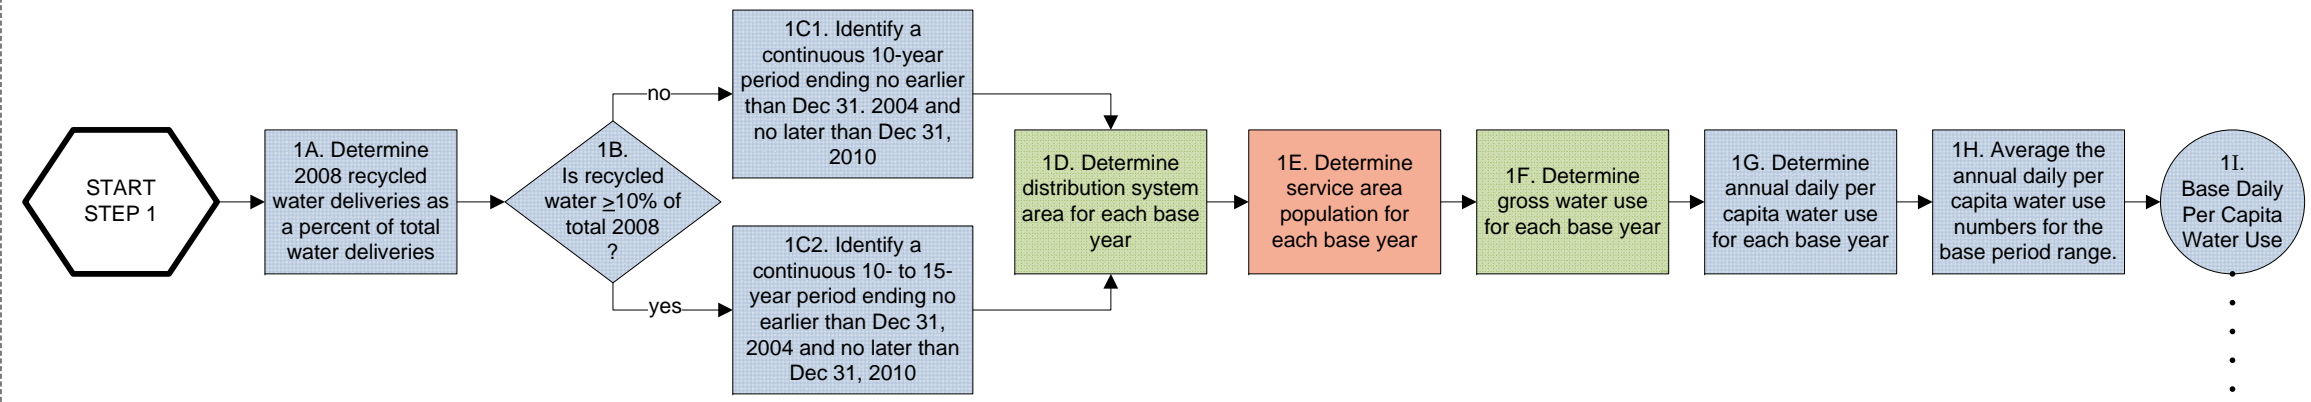 START
STEP 1
1A. Determine
2008 recycled
water deliveries as
a percent of total
water deliveries
1B.
Is recycled
water ≥10% of
total 2008
?
no
yes
1C1. Identify a
continuous 10-year
period ending no earlier
than Dec 31. 2004 and
no later than Dec 31,
2010
1C2. Identify a
continuous 10- to 15-
year period ending no
earlier than Dec 31,
2004 and no later than
Dec 31, 2010
1D. Determine
distribution system
area for each base
year
1E. Determine
service area
population for
each base year
1F. Determine
gross water use
for each base year
1G. Determine
annual daily per
capita water use
for each base year
1H. Average the
annual daily per
capita water use
numbers for the
base period range.
1I.
Base Daily
Per Capita
Water Use